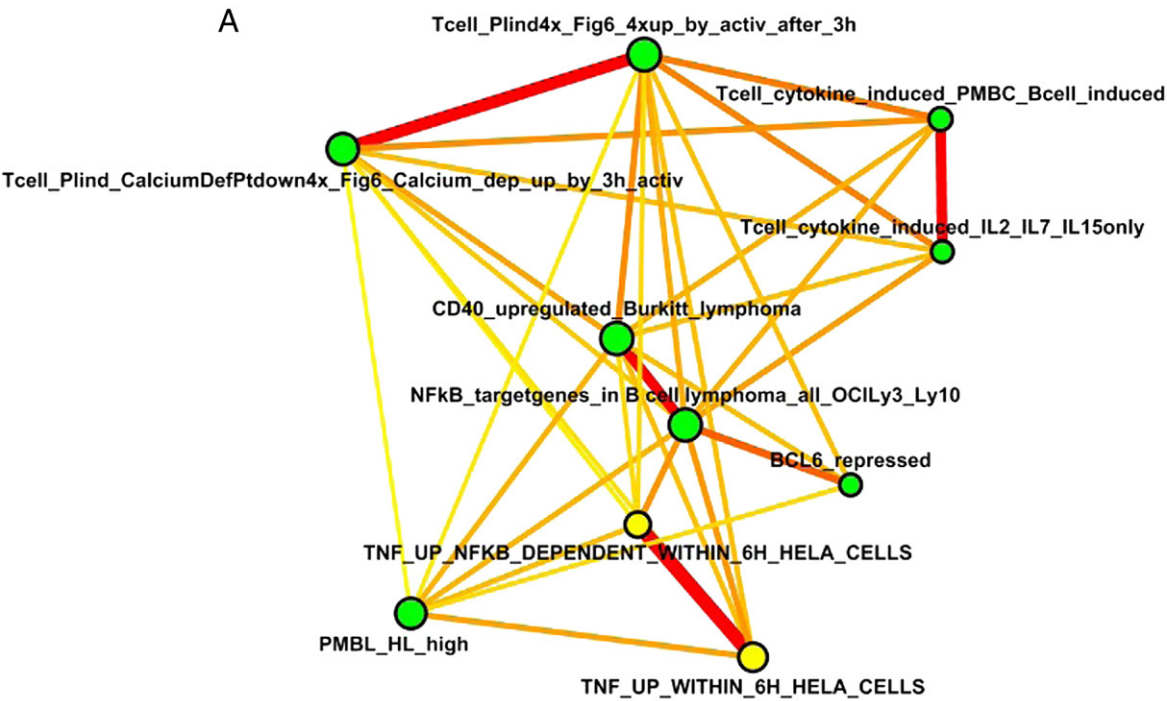 A
Tcell_Plind4x_Fig6_4xup_by_activ_after_3h
Tcell_cytokine_induced_PMBC_Bcell_induced
Tcell_Plind_CalciumDefPtdown4x_Fig6_Calcium_dep_up_by_3h_activ
Tcell_cytokine_induced_IL2_IL7_IL15only
CD40_upregulated_Burkitt_lymphoma
NFkB_targetgenes_in B cell lymphoma_all_OCILy3_Ly10
BCL6_repressed
TNF_UP_NFKB_DEPENDENT_WITHIN_6H_HELA_CELLS
PMBL_HL_high
TNF_UP_WITHIN_6H_HELA_CELLS